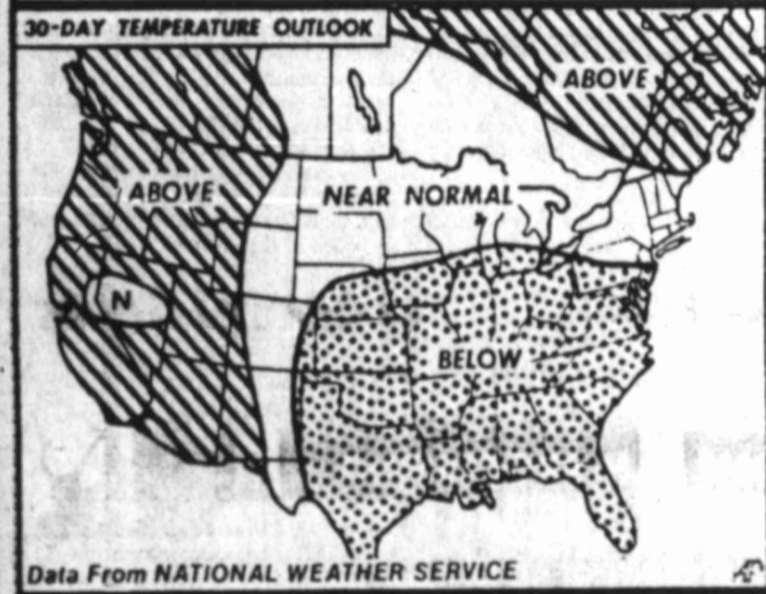 30-DAY TEMPERATURE OUTLOOK
ABOVE
ABOVE
NEAR NORMAL
N
BELOW
Data From NATIONAL WEATHER SERVICE